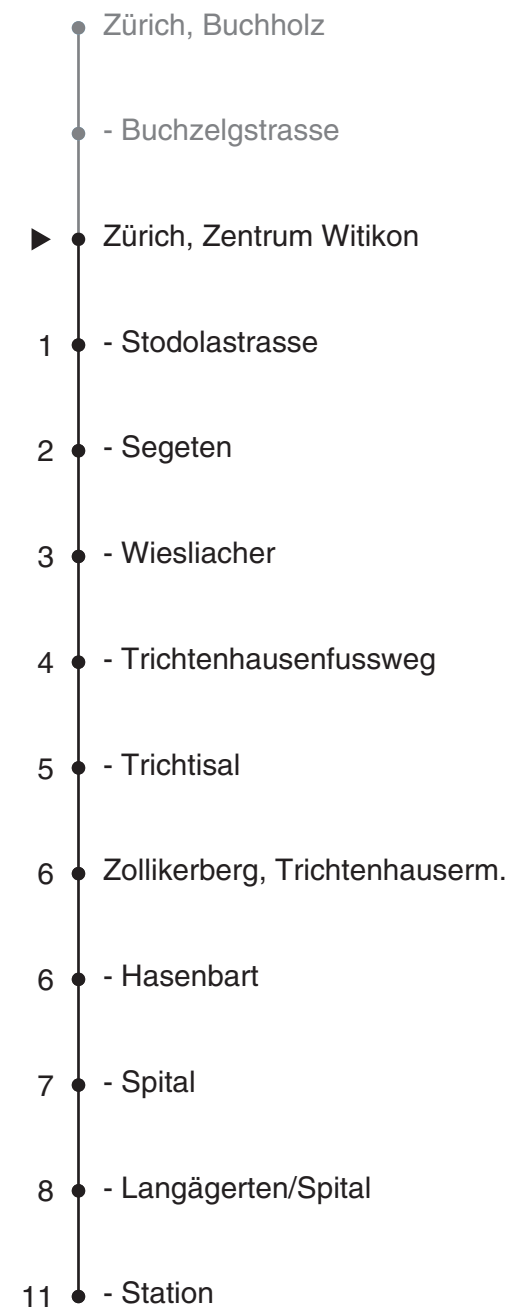 Zürich, Buchholz
- Buchzelgstrasse
Zürich, Zentrum Witikon
1 - Stodolastrasse
2 - Segeten
3 - Wiesliacher
4 - Trichtenhausenfussweg
5 - Trichtisal
6 Zollikerberg, Trichtenhauserm.
6 - Hasenbart
7 - Spital
8 - Langägerten/Spital
11 - Station